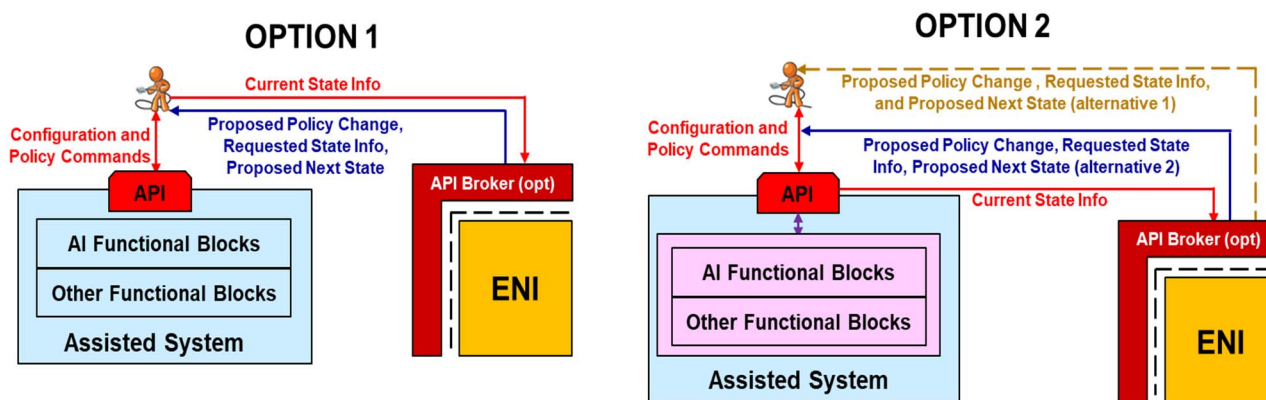 OPTION 1
Current State Info
Configuration and
Policy Commands
Proposed Policy Change,
Requested State Info,
Proposed Next State
API
API Broker (opt)
AI Functional Blocks
Other Functional Blocks
Assisted System
ENI
OPTION 2
Proposed Policy Change , Requested State Info,
and Proposed Next State (alternative 1)
Configuration and
Policy Commands
Proposed Policy Change, Requested State
Info, Proposed Next State (alternative 2)
API
Current State Info
API Broker (opt)
AI Functional Blocks
Other Functional Blocks
Assisted System
ENI